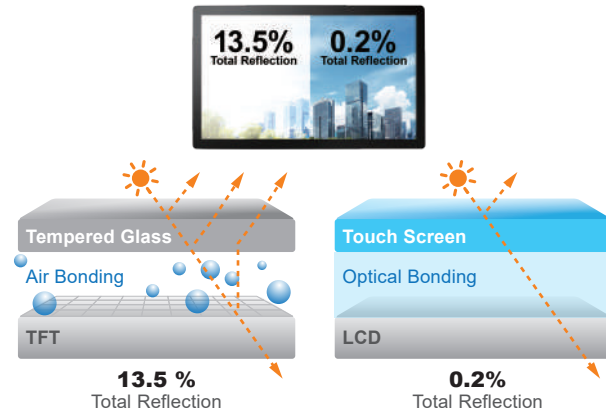 13.5%
Total Reflection
0.2%
Total Reflection
Tempered Glass
Air Bonding
TFT
13.5 %
Total Reflection
Touch Screen
Optical Bonding
LCD
0.2%
Total Reflection